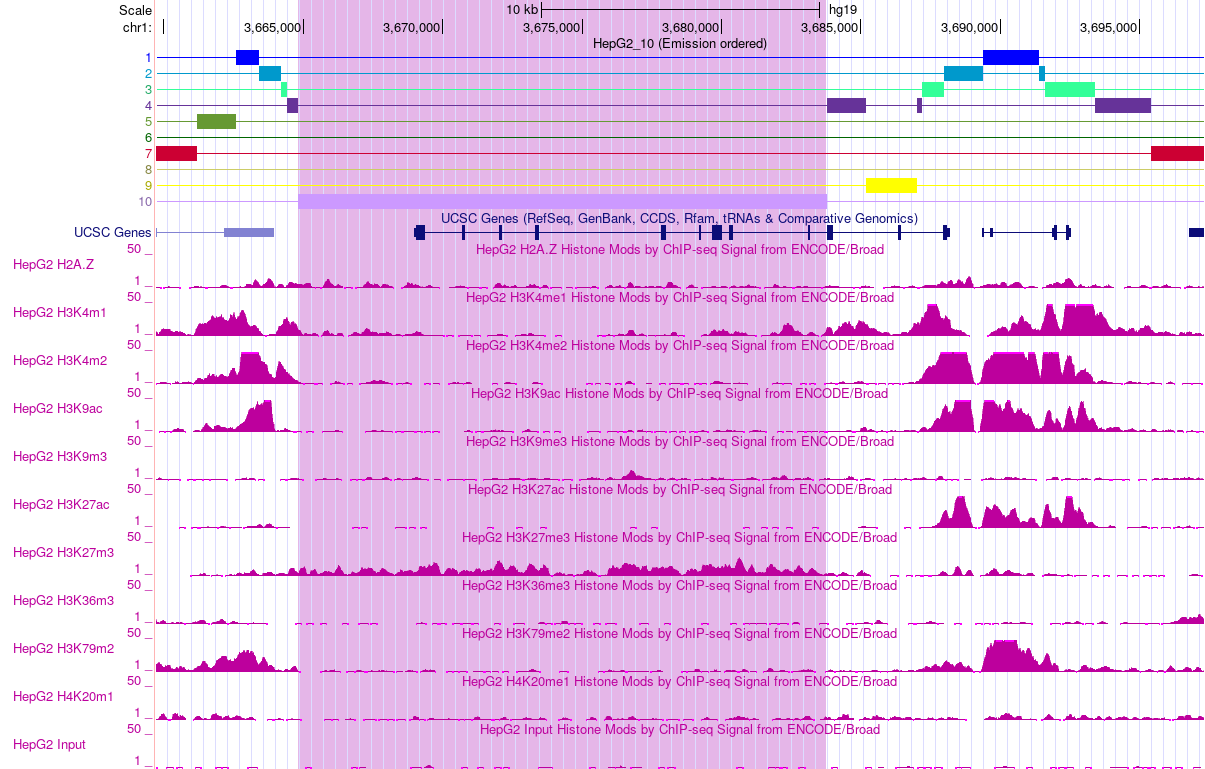 Scale 10 kb hg19
chr1: 3,665,000 3,670,000 3,675,000 3,680,000 3,685,000 3,690,000 3,695,000
HepG2_10 (Emission ordered)
1
2
3
4
5
6
7
8
9
10
UCSC Genes (RefSeq, GenBank, CCDS, Rfam, tRNAs & Comparative Genomics)
UCSC Genes
HepG2 H2A.Z Histone Mods by ChIP-seq Signal from ENCODE/Broad
50 _
HepG2 H2A.Z
1 _
HepG2 H3K4me1 Histone Mods by ChIP-seq Signal from ENCODE/Broad
50 _
HepG2 H3K4m1
1 _
HepG2 H3K4me2 Histone Mods by ChIP-seq Signal from ENCODE/Broad
50 _
HepG2 H3K4m2
1 _
HepG2 H3K9ac Histone Mods by ChIP-seq Signal from ENCODE/Broad
50 _
HepG2 H3K9ac
1 _
HepG2 H3K9me3 Histone Mods by ChIP-seq Signal from ENCODE/Broad
50 _
HepG2 H3K9m3
1 _
HepG2 H3K27ac Histone Mods by ChIP-seq Signal from ENCODE/Broad
50 _
HepG2 H3K27ac
1 _
HepG2 H3K27me3 Histone Mods by ChIP-seq Signal from ENCODE/Broad
50 _
HepG2 H3K27m3
1 _
HepG2 H3K36me3 Histone Mods by ChIP-seq Signal from ENCODE/Broad
50 _
HepG2 H3K36m3
1 _
HepG2 H3K79me2 Histone Mods by ChIP-seq Signal from ENCODE/Broad
50 _
HepG2 H3K79m2
1 _
HepG2 H4K20me1 Histone Mods by ChIP-seq Signal from ENCODE/Broad
50 _
HepG2 H4K20m1
1 _
HepG2 Input Histone Mods by ChIP-seq Signal from ENCODE/Broad
50 _
HepG2 Input
1 _